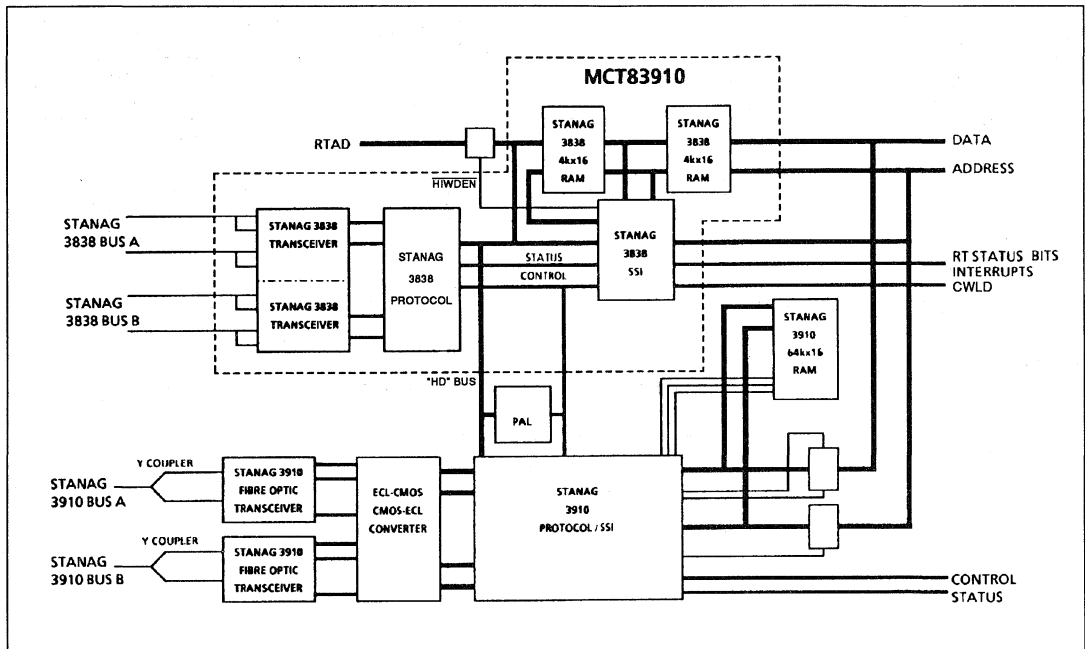 MCT83910
RTAD
HIWDEN
STANAG
3838
4kx16
RAM
STANAG
3838
4kx16
RAM
DATA
ADDRESS
STANAG
3838 BUS A
STANAG 3838
TRANSCEIVER
STANAG
3838
PROTOCOL
STATUS
CONTROL
STANAG
3838
SSI
RT STATUS BITS
INTERRUPTS
CWLD
STANAG
3838 BUS B
STANAG 3838
TRANSCEIVER
STANAG
3910
64kx16
RAM
"HD" BUS
PAL
Y COUPLER
STANAG
3910 BUS A
STANAG 3910
FIBRE OPTIC
TRANSCEIVER
ECL-CMOS
CMOS-ECL
CONVERTER
STANAG
3910
PROTOCOL / SSI
Y COUPLER
STANAG
3910 BUS B
STANAG 3910
FIBRE OPTIC
TRANSCEIVER
CONTROL
STATUS